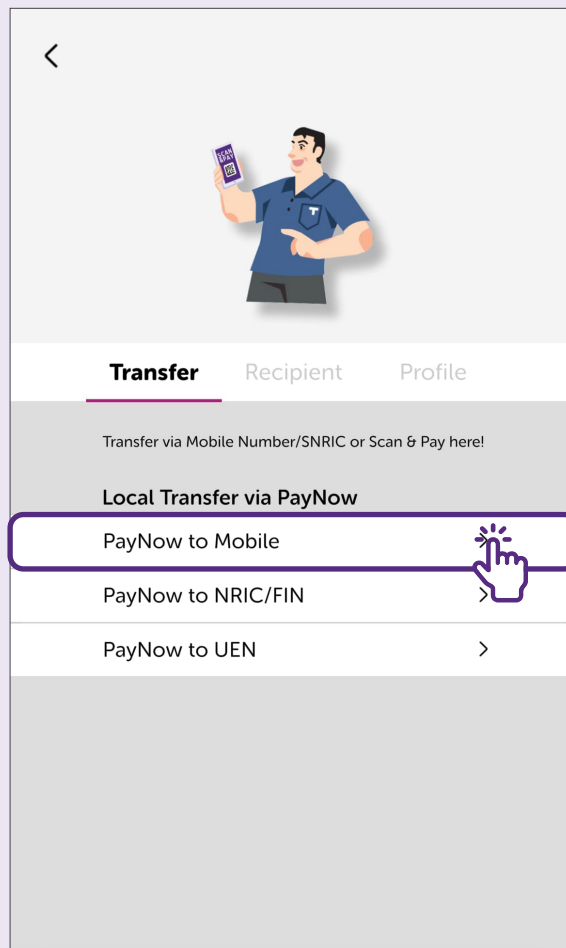 SCAN
&PAY
T
Transfer Recipient Profile
Transfer via Mobile Number/SNRIC or Scan & Pay here!
Local Transfer via PayNow
PayNow to Mobile
PayNow to NRIC/FIN
PayNow to UEN